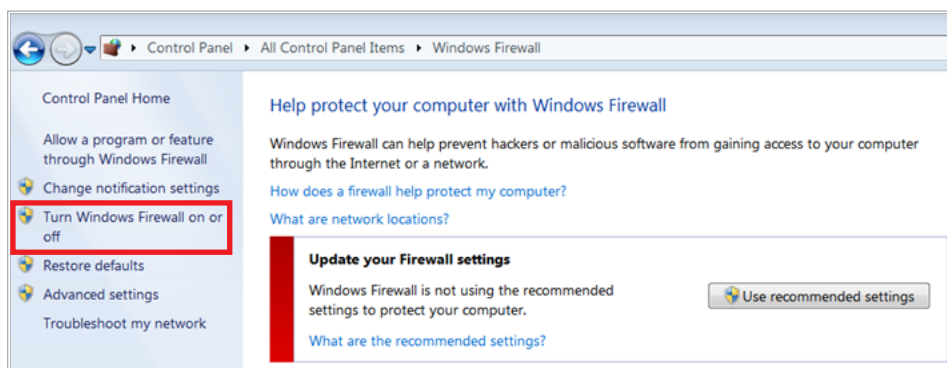 Control Panel ▸ All Control Panel Items ▸ Windows Firewall
Control Panel Home
Allow a program or feature
through Windows Firewall
Change notification settings
Turn Windows Firewall on or
off
Restore defaults
Advanced settings
Troubleshoot my network
Help protect your computer with Windows Firewall
Windows Firewall can help prevent hackers or malicious software from gaining access to your computer
through the Internet or a network.
How does a firewall help protect my computer?
What are network locations?
Update your Firewall settings
Windows Firewall is not using the recommended
settings to protect your computer.
Use recommended settings
What are the recommended settings?